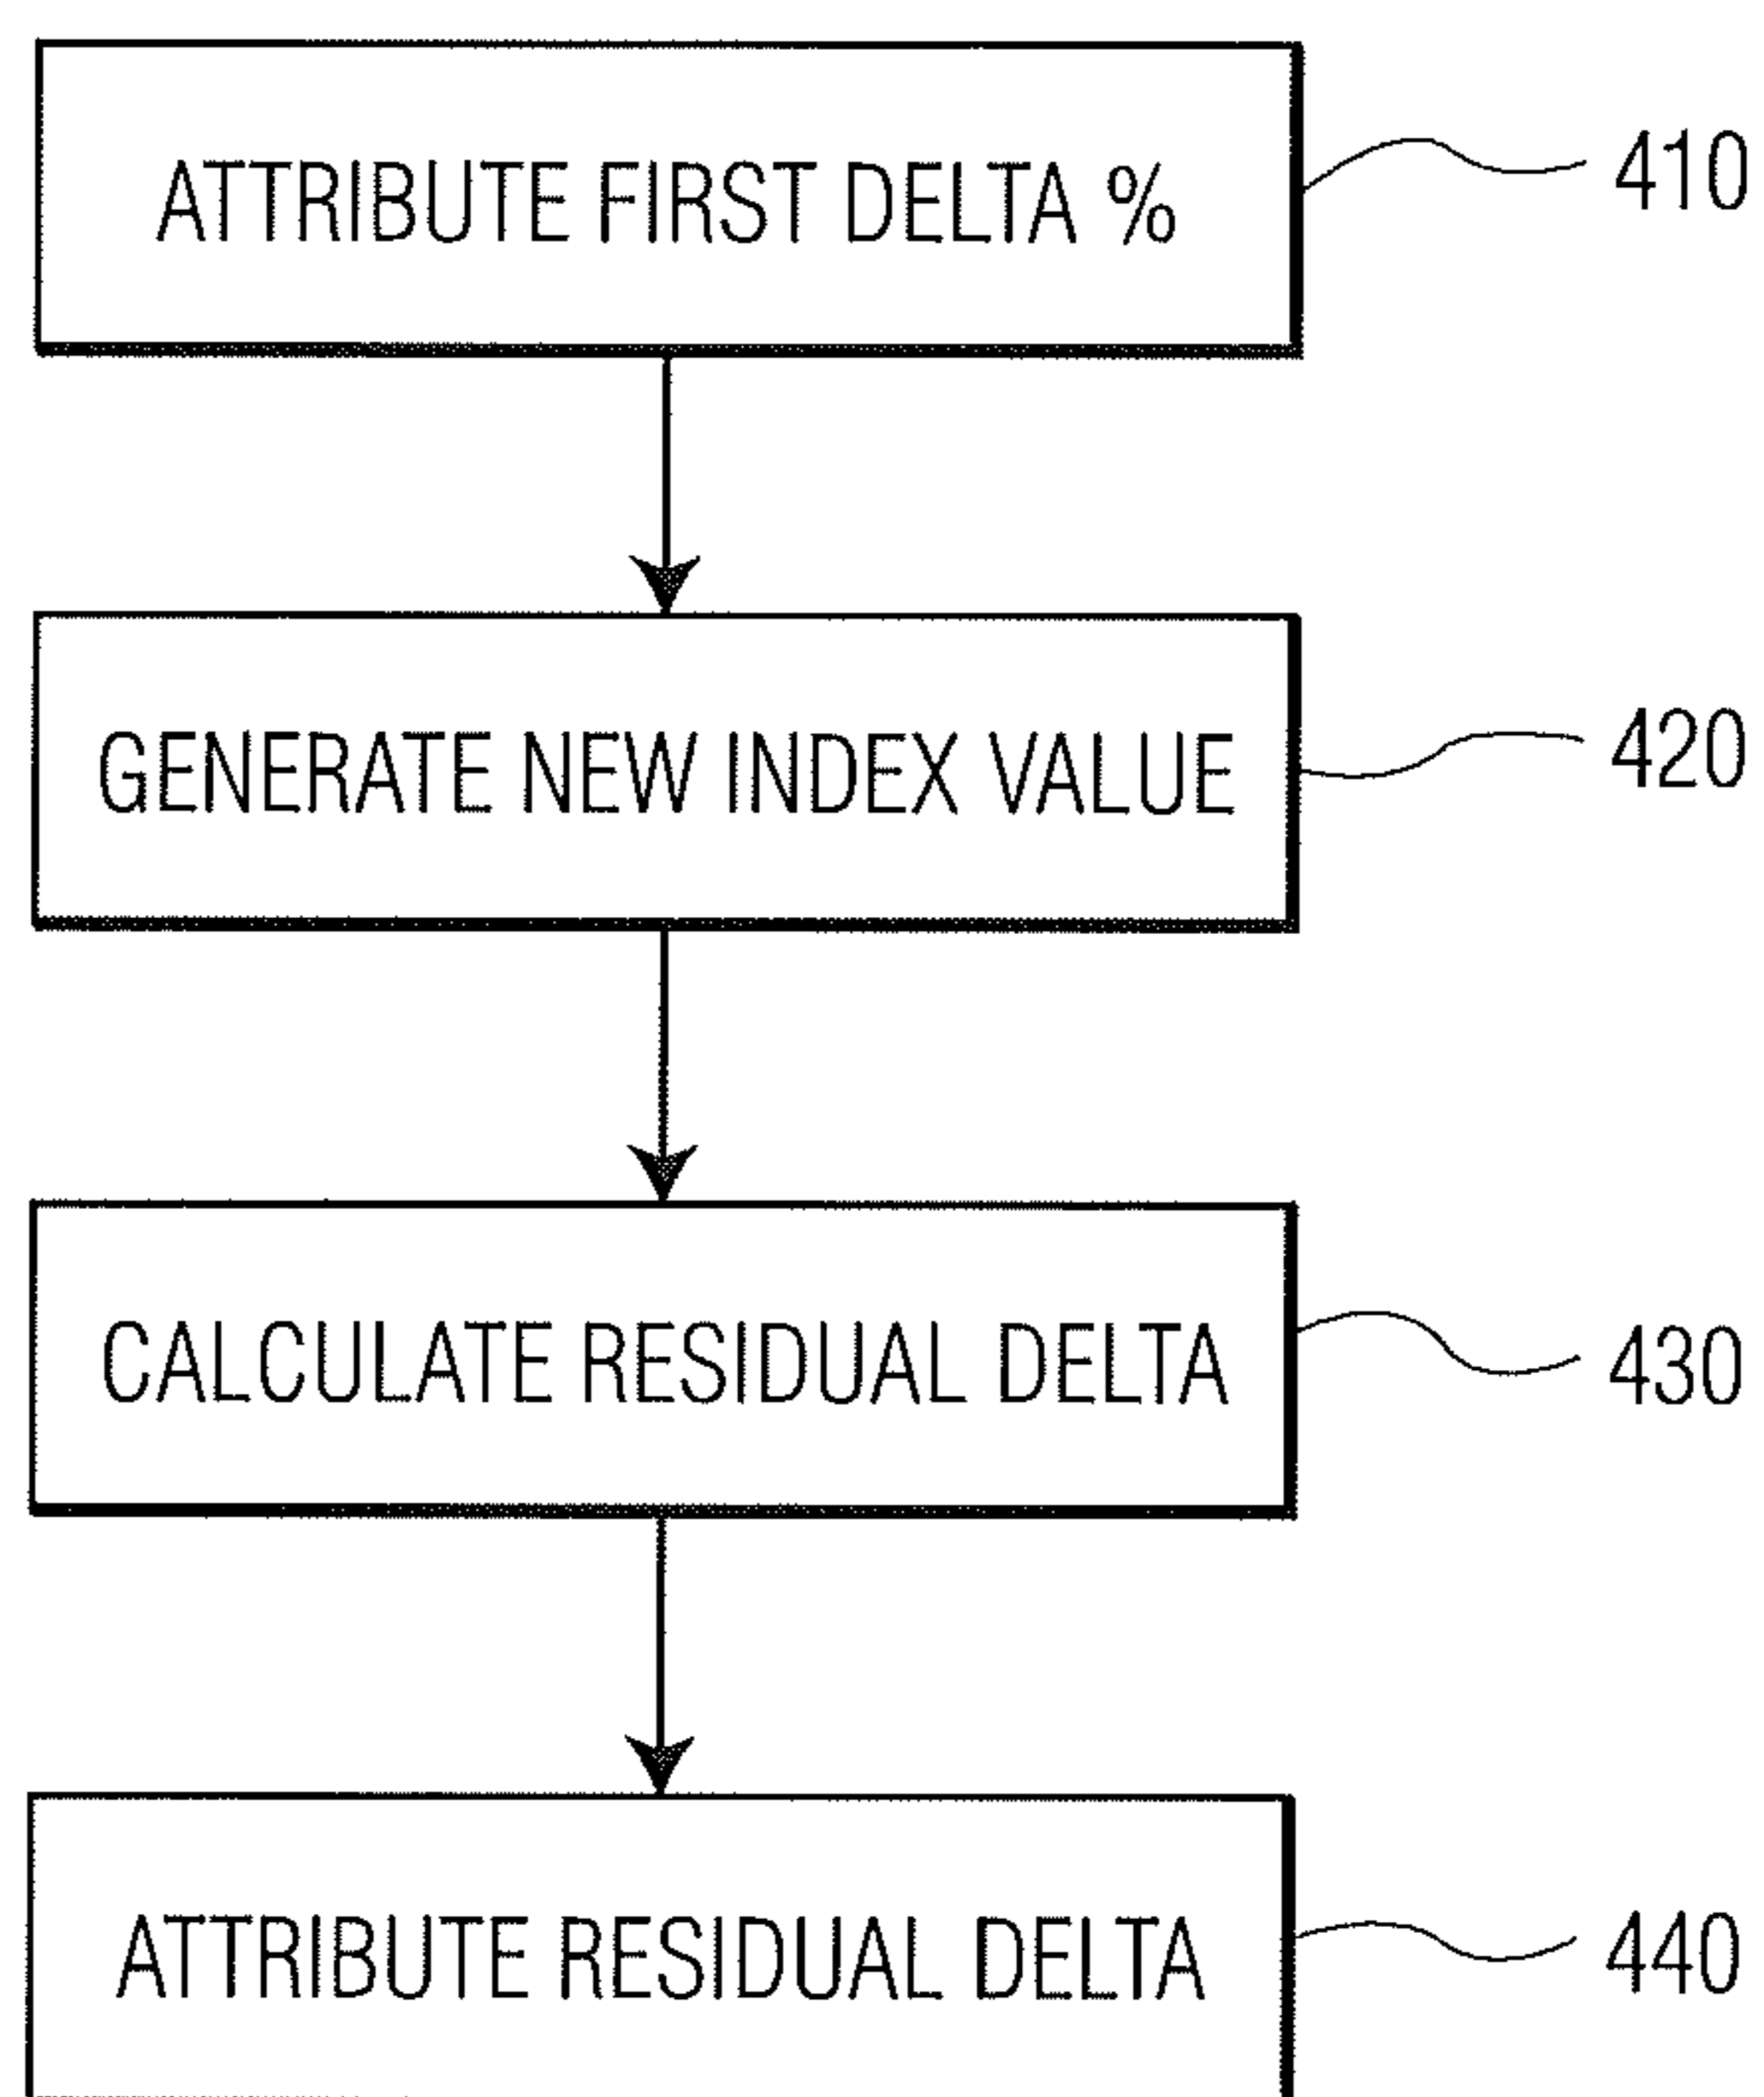 ATTRIBUTE FIRST DELTA %
410
GENERATE NEW INDEX VALUE
420
CALCULATE RESIDUAL DELTA
430
ATTRIBUTE RESIDUAL DELTA
440